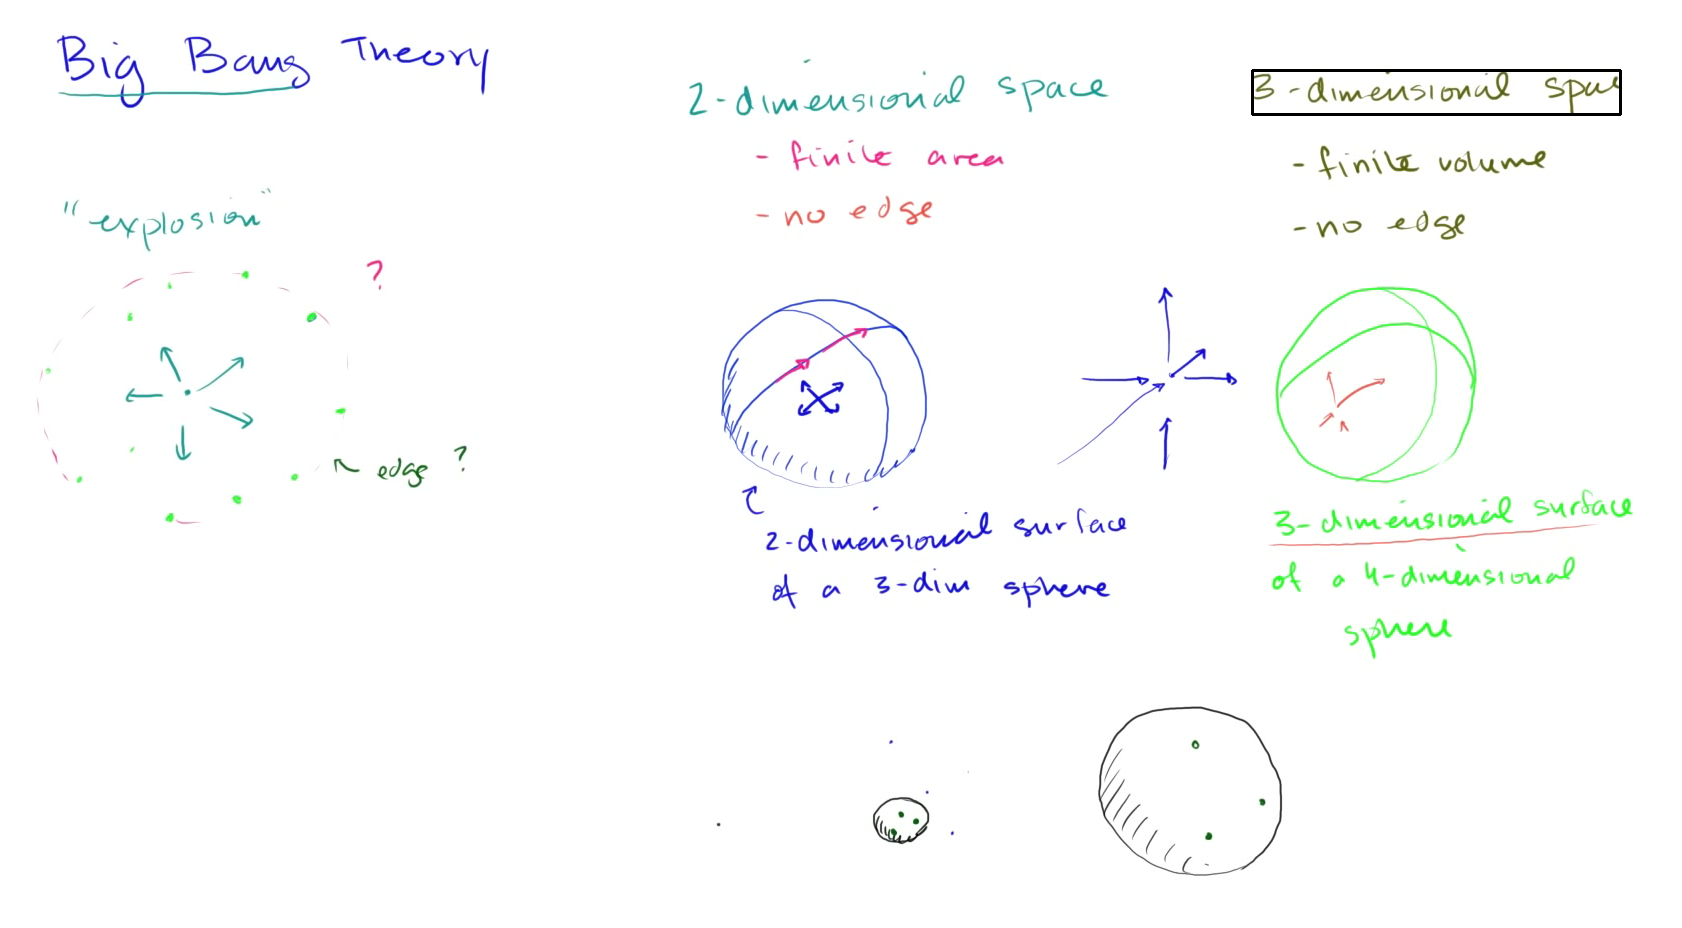 Big Bang Theory
"explosion"
?
edge ?
2-dimensional space
- finite area
- no edge
2-dimensional surface
of a 3-dim sphere
3-dimensional spac
- finite volume
- no edge
3-dimensional surface
of a 4-dimensional
sphere